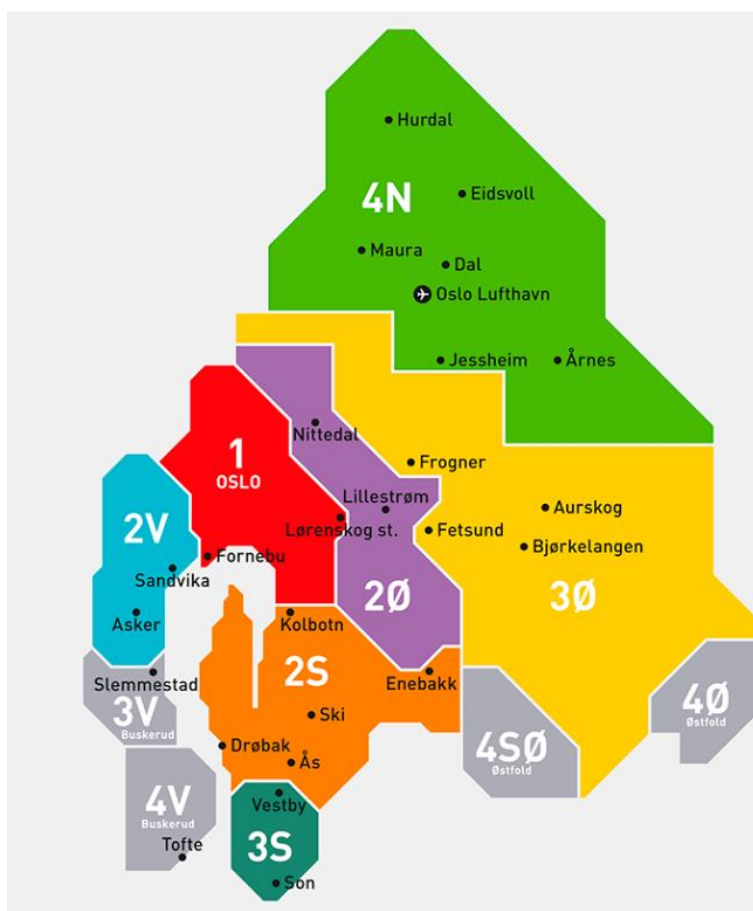 Hurdal
4N
Eidsvoll
Maura
Dal
Oslo Lufthavn
Jessheim
Årnes
Nittedal
1
OSLO
Frogner
Lillestrøm
2V
Lørenskog st.
Fetsund
Aurskog
Bjørkelangen
Fornebu
Sandvika
2Ø
3Ø
Asker
Kolbotn
2S
Enebakk
Slemmestad
3V
Buskerud
Ski
4Ø
Østfold
Drøbak
Ås
4SØ
Østfold
4V
Buskerud
Vestby
Tofte
3S
Son